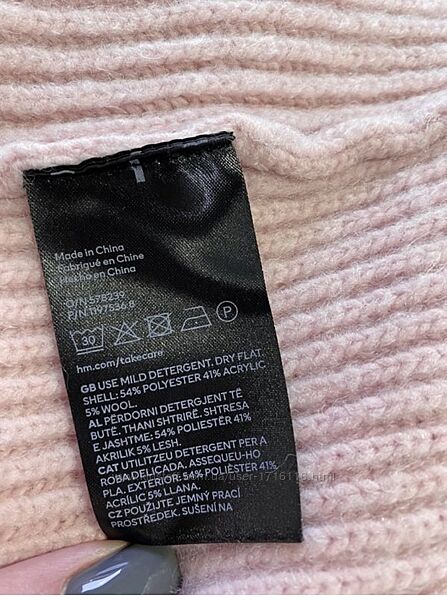 Made in China
Fabriqué en Chine
Hecho en China
O/N 578239
P/N 1197536 8
30
P
hm.com/takecare
GB USE MILD DETERGENT. DRY FLAT.
SHELL: 54% POLYESTER 41% ACRYLIC
5% WOOL.
AL PËRDORNI DETERGJENT TË
BUTË. THANI SHTRIRË. SHTRESA
E JASHTME: 54% POLIESTËR 41%
AKRILIK 5% LESH.
CAT UTILITZEU DETERGENT PER A
ROBA DELICADA. ASSEQUEU-HO
PLA. EXTERIOR: 54% POLIÈSTER 41%
ACRÍLIC 5% LLANA.
CZ POUŽIJTE JEMNÝ PRACÍ
PROSTŘEDEK. SUŠENÍ NA